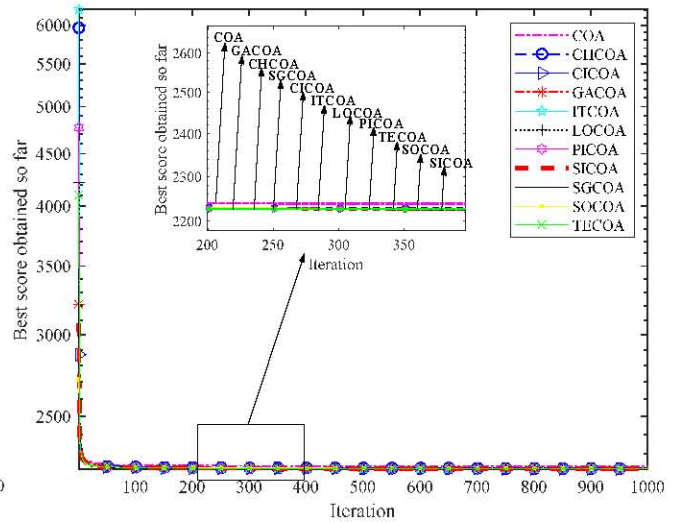 Best score obtained so far
6000
5500
5000
4500
4000
3500
3000
2500
100
200
300
400
500
600
700
800
900
1000
Iteration
Best score obtained so far
2600
2500
2400
2300
2200
200
250
300
350
Iteration
COA
GACOA
CHCOA
SGCOA
CICOA
ITCOA
LOCOA
PICOA
TECOA
SOCOA
SICOA
COA
CHCOA
CICOA
GACOA
ITCOA
LOCOA
PICOA
SICOA
SGCOA
SOCOA
TECOA